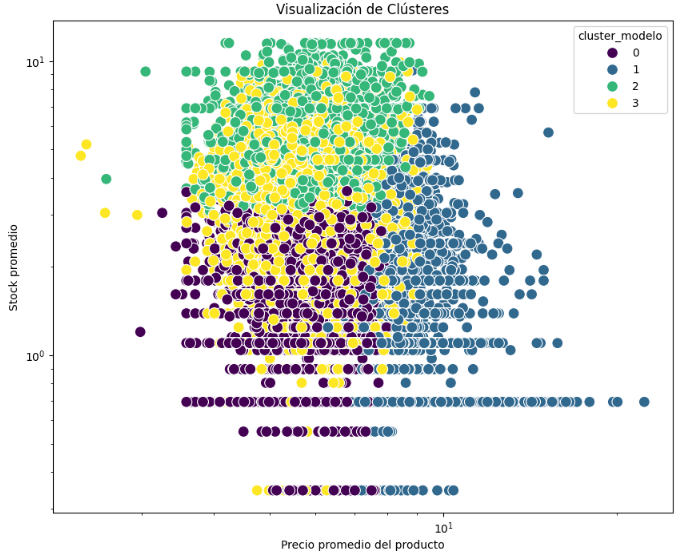 Visualización de Clústeres
cluster_modelo
0
1
2
3
10¹
10⁰
Stock promedio
10¹
Precio promedio del producto